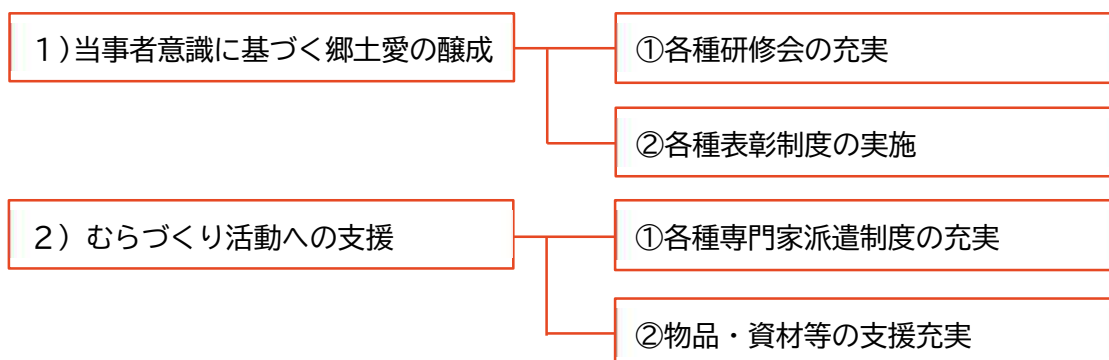 １)当事者意識に基づく郷土愛の醸成
①各種研修会の充実
②各種表彰制度の実施
２）むらづくり活動への支援
①各種専門家派遣制度の充実
②物品・資材等の支援充実